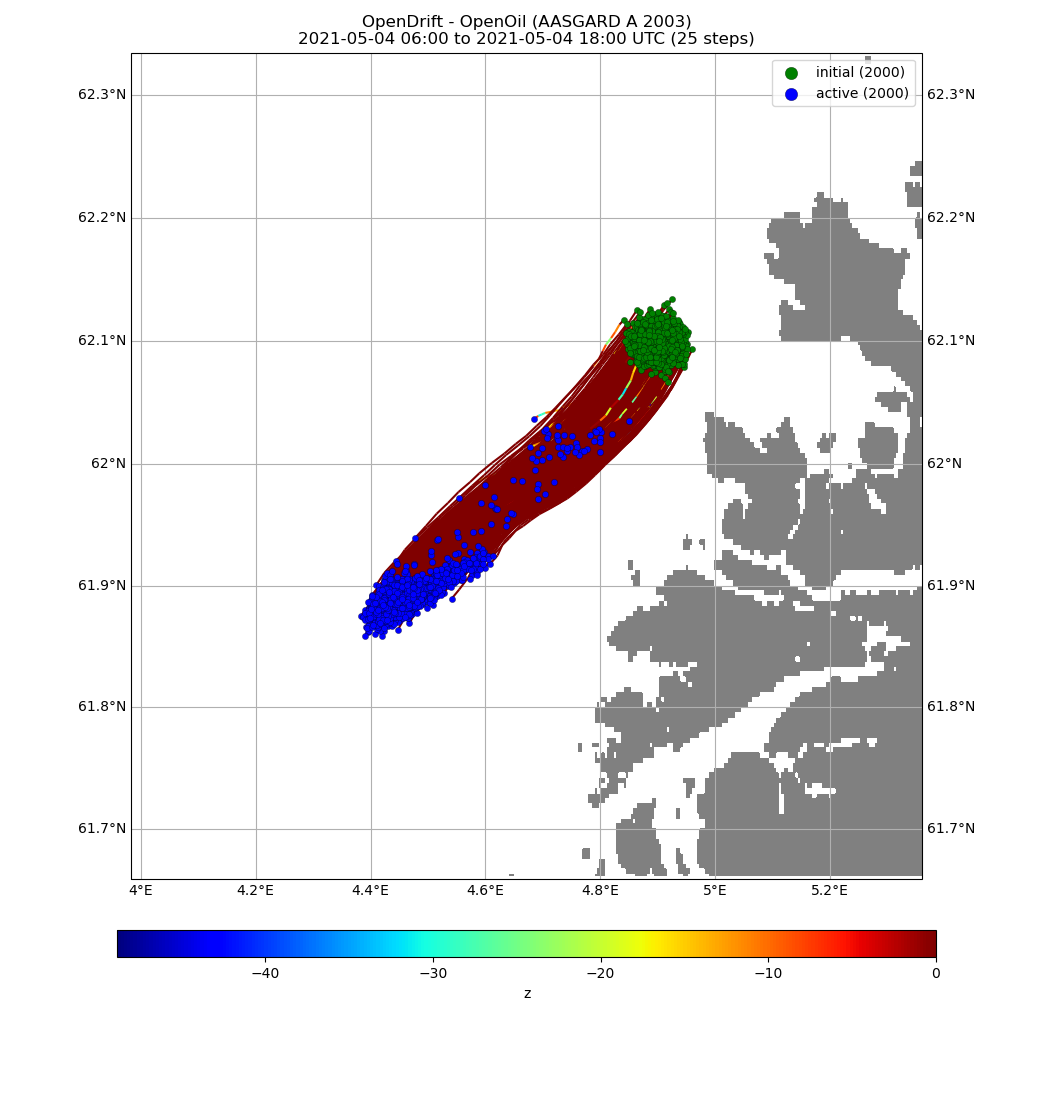 OpenDrift - OpenOil (AASGARD A 2003)
2021-05-04 06:00 to 2021-05-04 18:00 UTC (25 steps)
initial (2000)
active (2000)
62.3°N 62.3°N
62.2°N 62.2°N
62.1°N 62.1°N
62°N 62°N
61.9°N 61.9°N
61.8°N 61.8°N
61.7°N 61.7°N
4°E 4.2°E 4.4°E 4.6°E 4.8°E 5°E 5.2°E
−40 −30 −20 −10 0
z